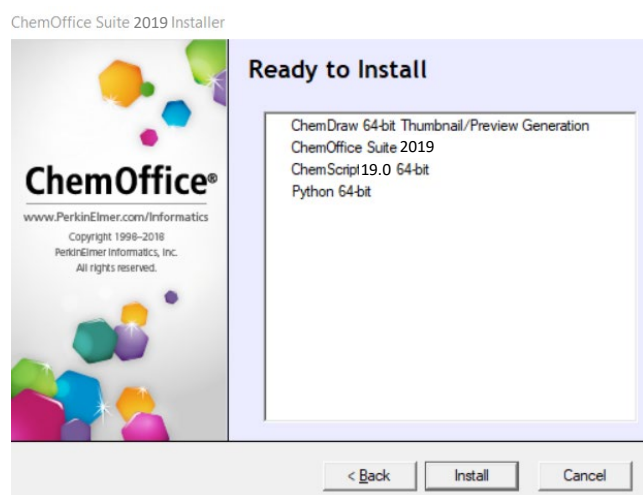 ChemOffice Suite 2019 Installer
Ready to Install
ChemDraw 64-bit Thumbnail/Preview Generation
ChemOffice Suite 2019
ChemScript 19.0 64-bit
Python 64-bit
ChemOffice®
www.PerkinElmer.com/Informatics
Copyright 1998–2018
PerkinElmer Informatics, Inc.
All rights reserved.
< Back
Install
Cancel